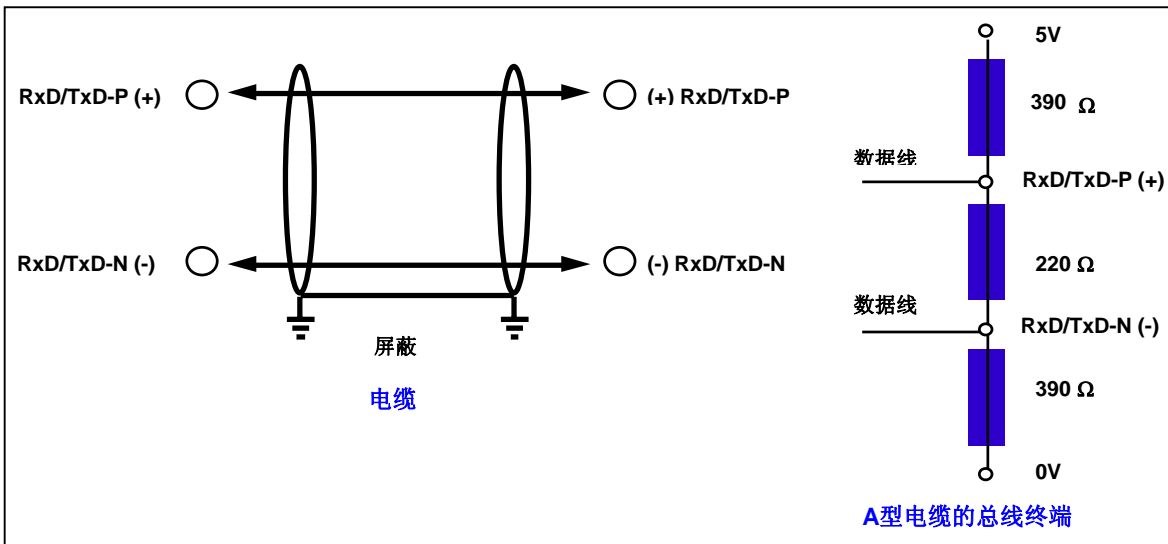 RxD/TxD-P (+)
(+) RxD/TxD-P
RxD/TxD-N (-)
(-) RxD/TxD-N
屏蔽
电缆
5V
390 Ω
数据线
RxD/TxD-P (+)
220 Ω
数据线
RxD/TxD-N (-)
390 Ω
0V
A型电缆的总线终端